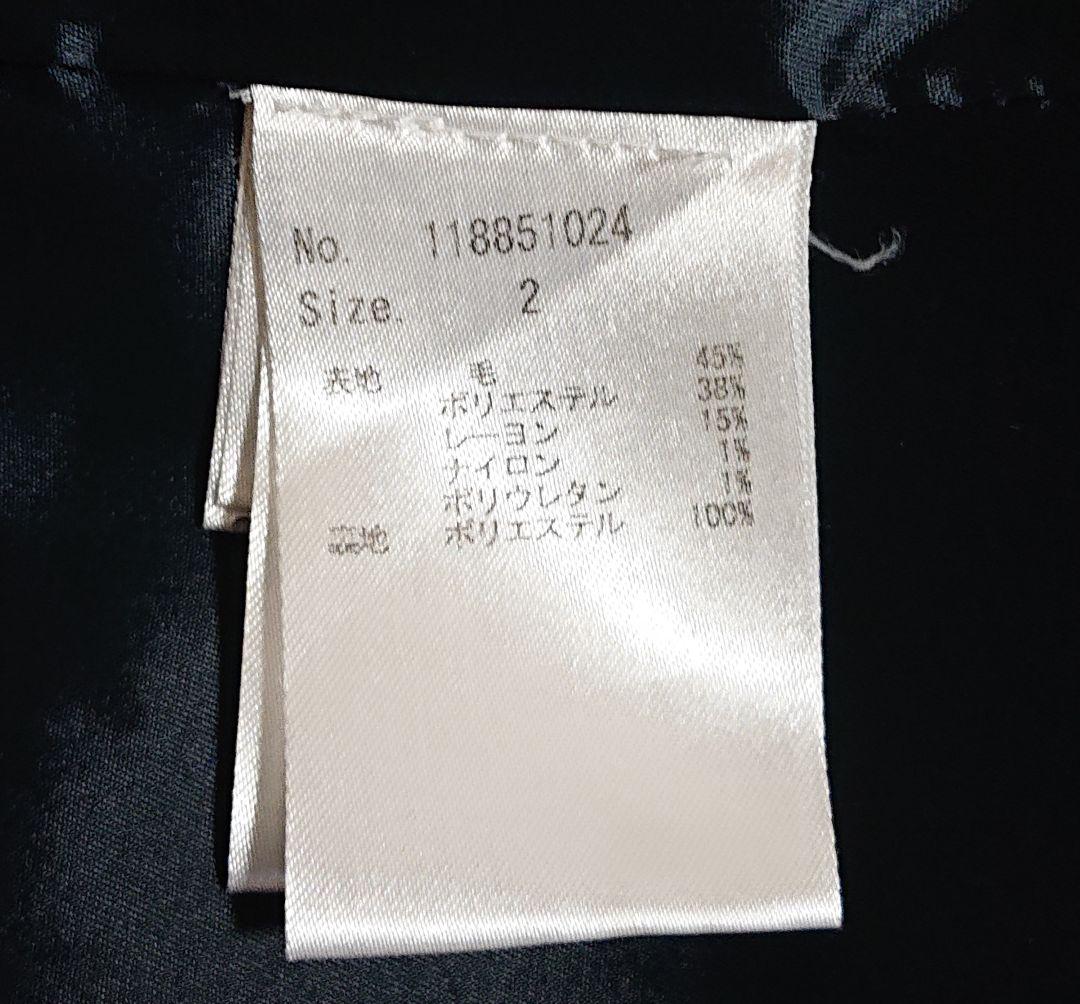 No. 118851024
Size. 2
表地 毛 45%
ポリエステル 38%
レーヨン 15%
ナイロン 1%
ポリウレタン 1%
裏地 ポリエステル 100%